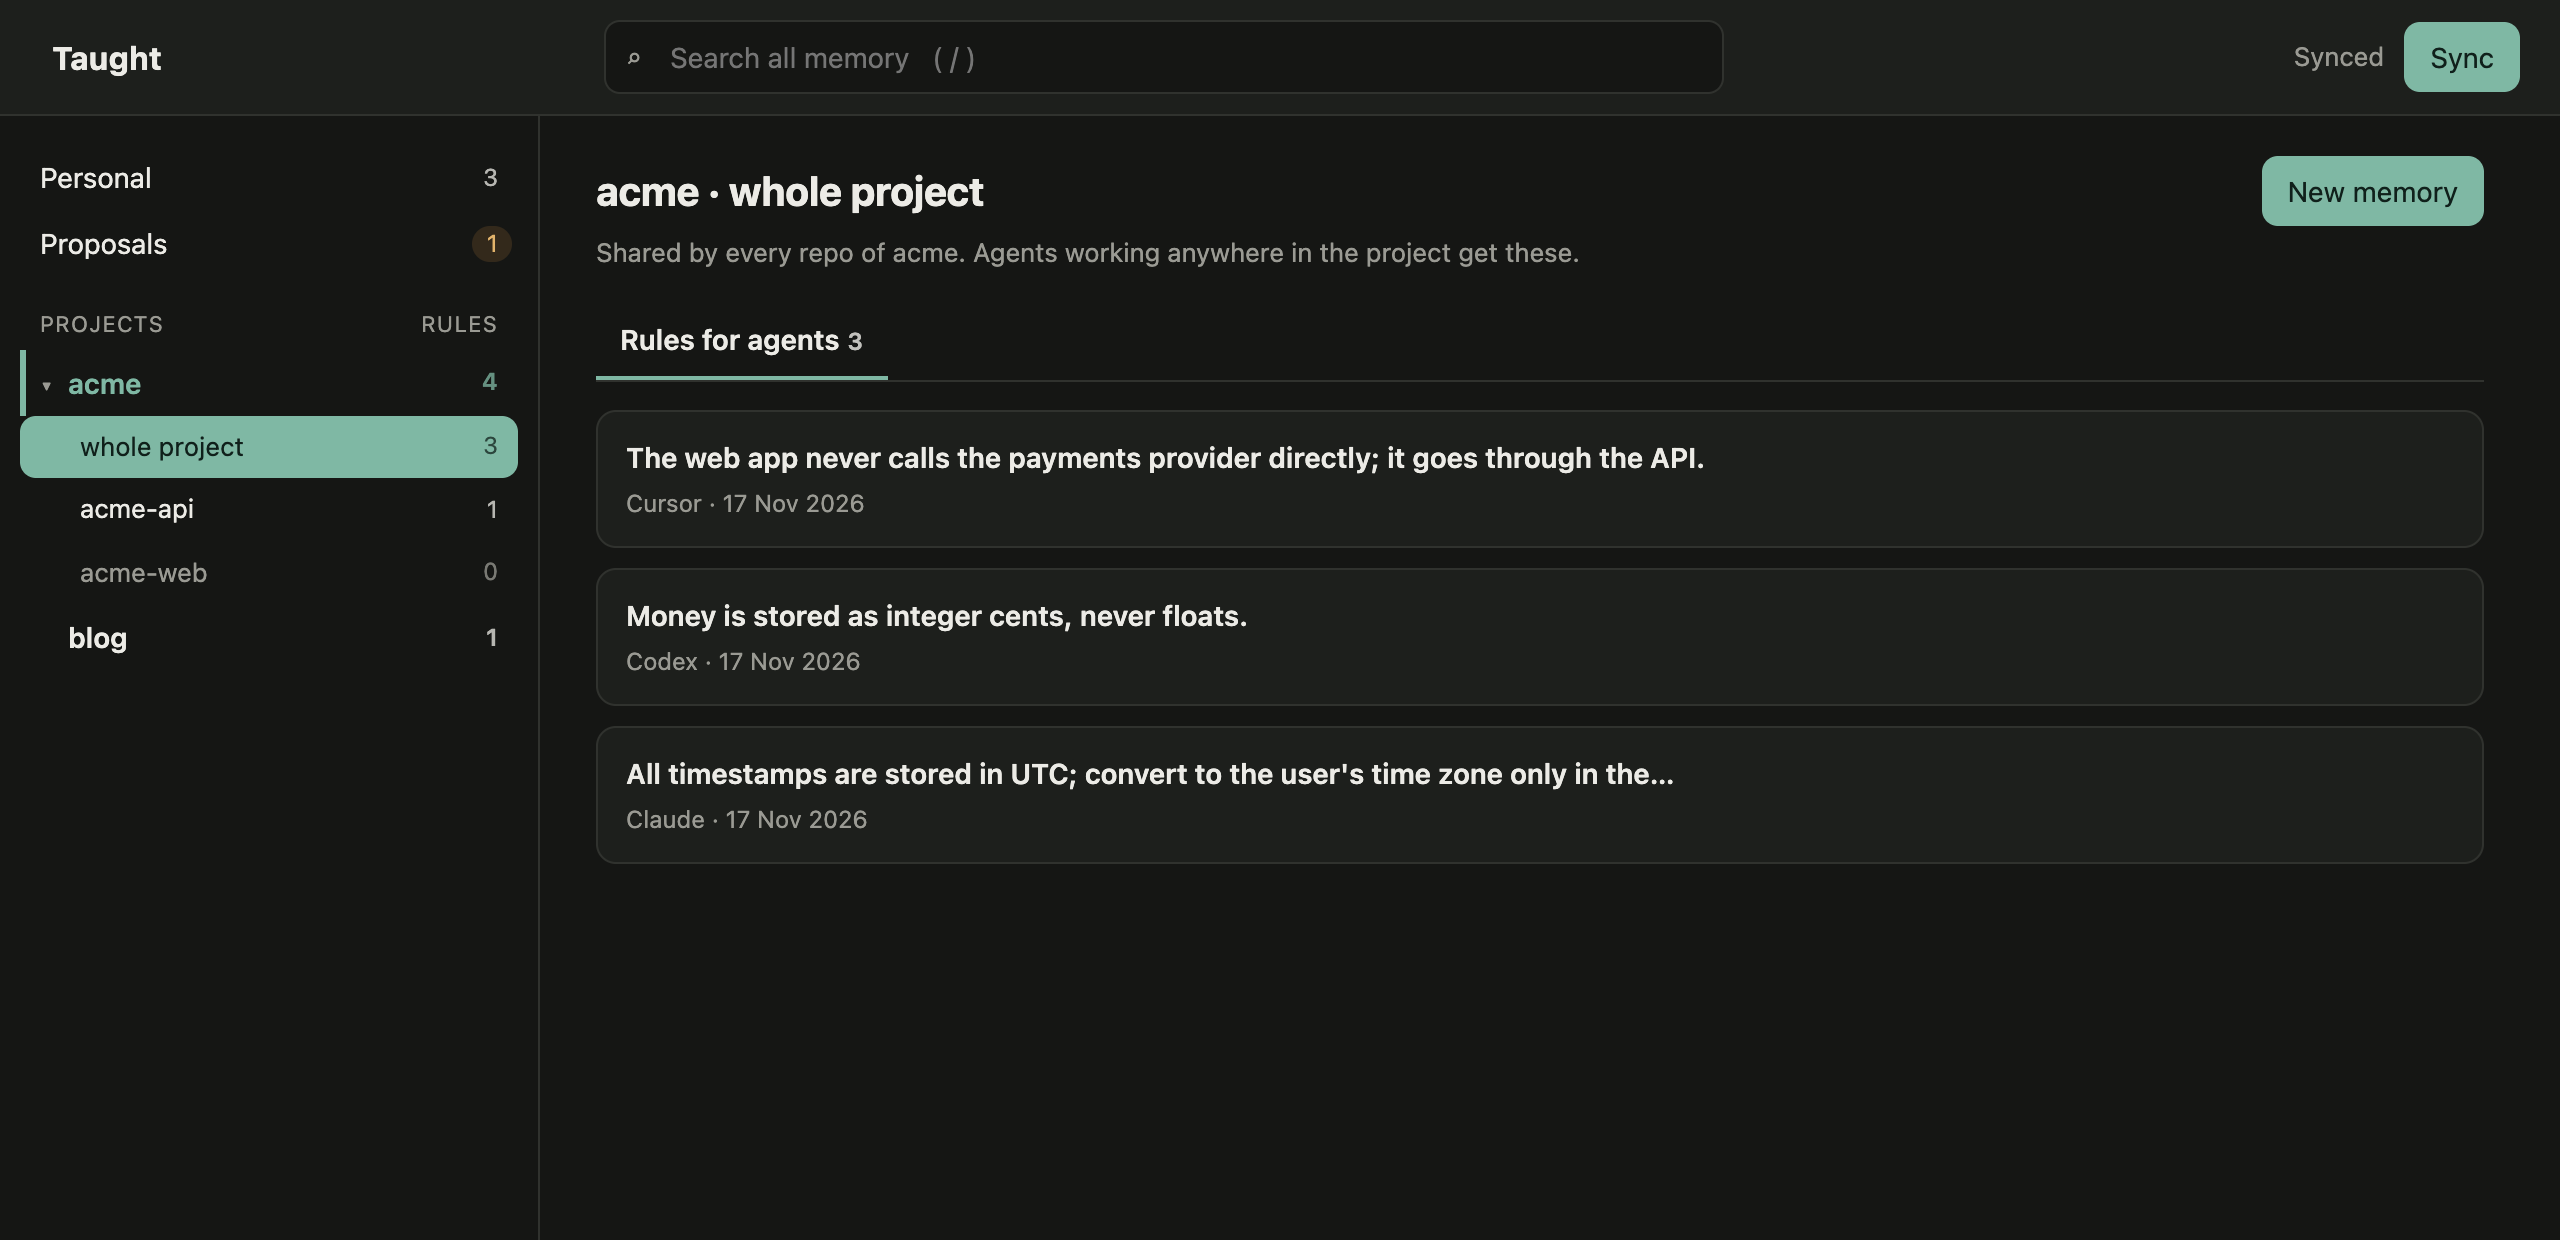 Taught
Search all memory (/)
Synced
Sync
Personal 3
Proposals 1
PROJECTS RULES
acme 4
whole project 3
acme-api 1
acme-web 0
blog 1
acme · whole project
New memory
Shared by every repo of acme. Agents working anywhere in the project get these.
Rules for agents 3
The web app never calls the payments provider directly; it goes through the API.
Cursor · 17 Nov 2026
Money is stored as integer cents, never floats.
Codex · 17 Nov 2026
All timestamps are stored in UTC; convert to the user's time zone only in the...
Claude · 17 Nov 2026